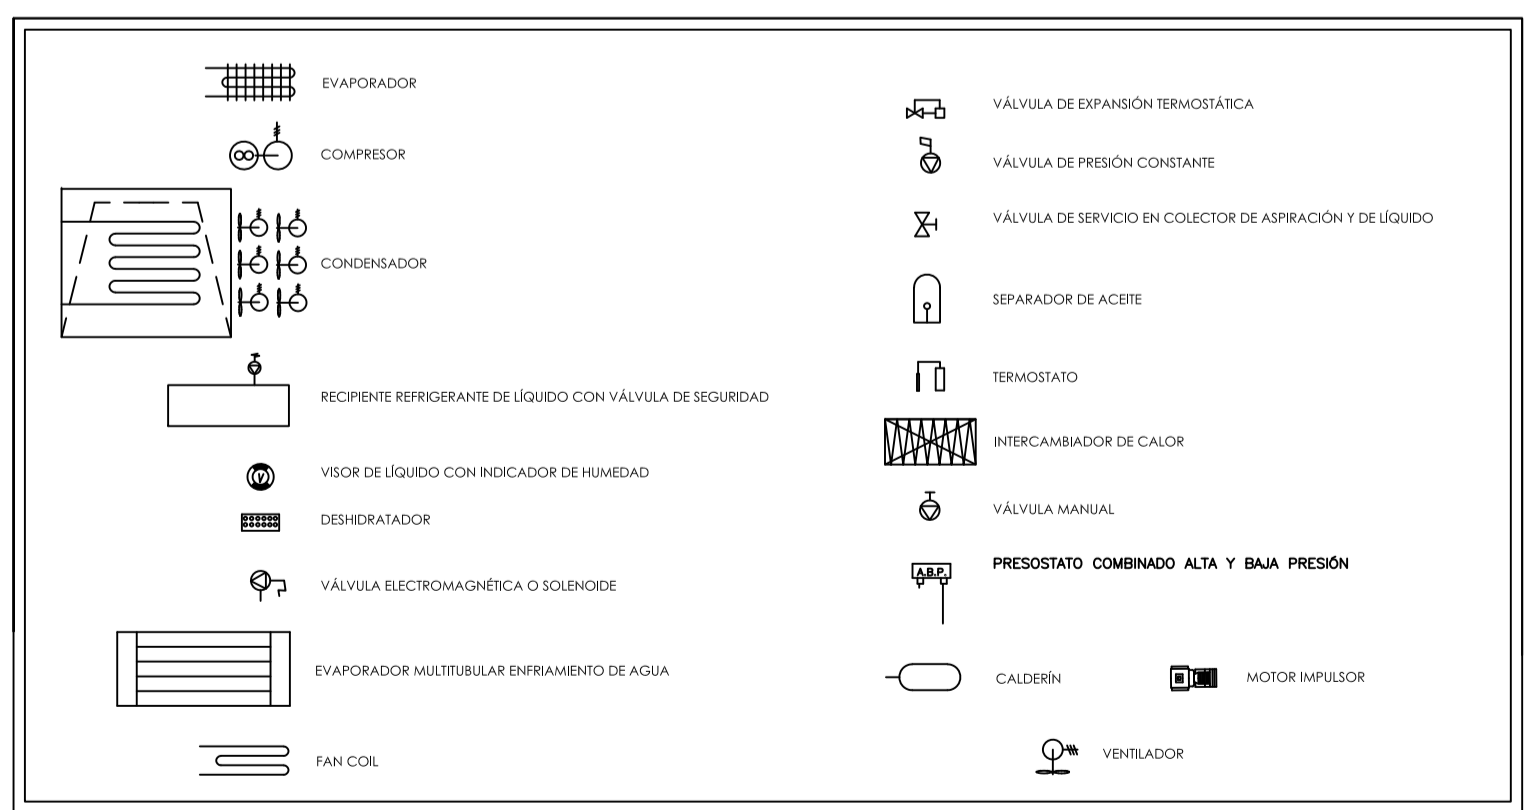 EVAPORADOR
COMPRESOR
CONDENSADOR
RECIPIENTE REFRIGERANTE DE LÍQUIDO CON VÁLVULA DE SEGURIDAD
V
VISOR DE LÍQUIDO CON INDICADOR DE HUMEDAD
DESHIDRATADOR
VÁLVULA ELECTROMAGNÉTICA O SOLENOIDE
EVAPORADOR MULTITUBULAR ENFRIAMIENTO DE AGUA
FAN COIL
VÁLVULA DE EXPANSIÓN TERMOSTÁTICA
VÁLVULA DE PRESIÓN CONSTANTE
VÁLVULA DE SERVICIO EN COLECTOR DE ASPIRACIÓN Y DE LÍQUIDO
SEPARADOR DE ACEITE
TERMOSTATO
INTERCAMBIADOR DE CALOR
VÁLVULA MANUAL
A.B.P.
PRESOSTATO COMBINADO ALTA Y BAJA PRESIÓN
CALDERÍN
MOTOR IMPULSOR
VENTILADOR